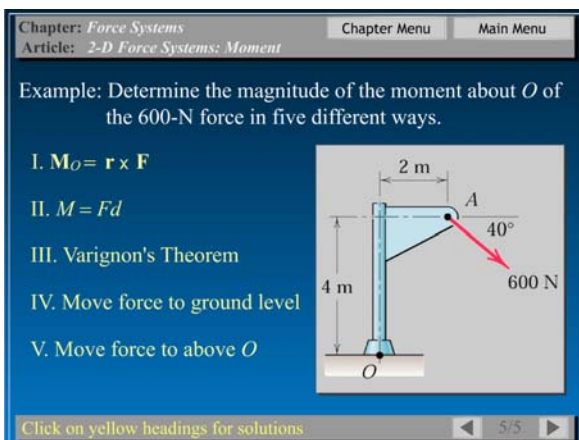 Chapter: Force Systems
Article: 2-D Force Systems: Moment
Chapter Menu
Main Menu
Example: Determine the magnitude of the moment about O of
the 600-N force in five different ways.
I. MO = r x F
II. M = Fd
III. Varignon's Theorem
IV. Move force to ground level
V. Move force to above O
2 m
A
40°
600 N
4 m
O
Click on yellow headings for solutions
5/5